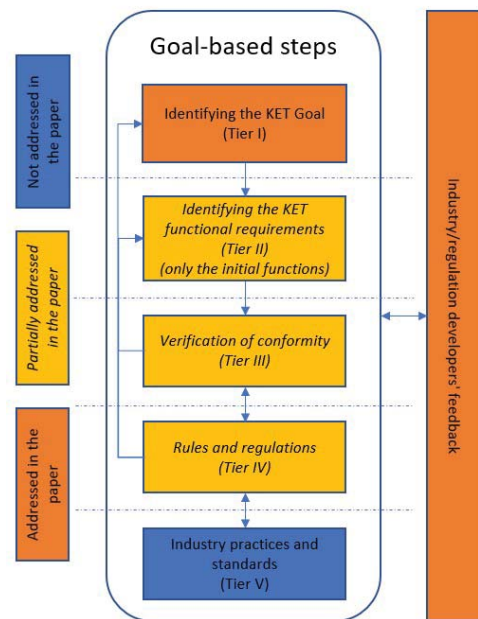 Goal-based steps
Identifying the KET Goal
(Tier I)
Identifying the KET
functional requirements
(Tier II)
(only the initial functions)
Verification of conformity
(Tier III)
Rules and regulations
(Tier IV)
Industry practices and
standards
(Tier V)
Not addressed in
the paper
Partially addressed
in the paper
Addressed in the
paper
Industry/regulation developers' feedback